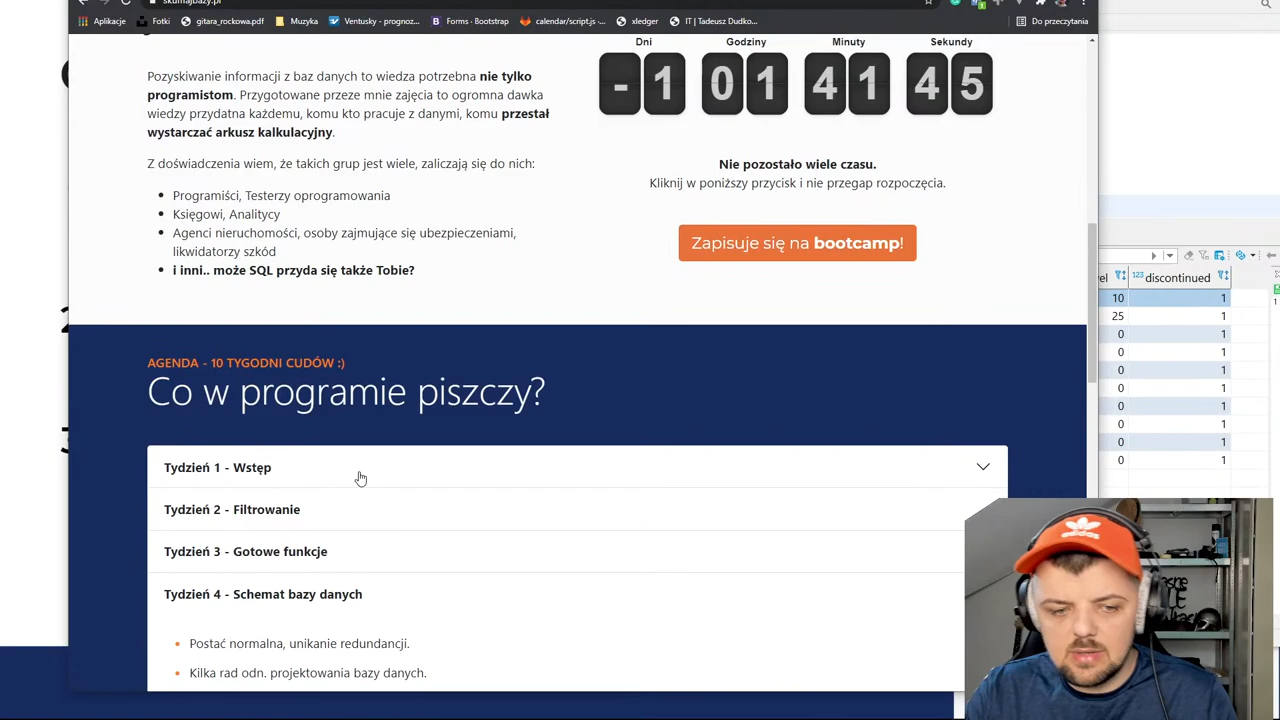 skumajbazy.pl
Aplikacje Fotki gitara_rockowa.pdf Muzyka Ventusky - prognoz... Forms · Bootstrap calendar/script.js ·... xledger IT | Tadeusz Dudko... Do przeczytania
Dni Godziny Minuty Sekundy
-1 01 41 45
Pozyskiwanie informacji z baz danych to wiedza potrzebna nie tylko
programistom. Przygotowane przeze mnie zajęcia to ogromna dawka
wiedzy przydatna każdemu, komu kto pracuje z danymi, komu przestał
wystarczać arkusz kalkulacyjny.
Z doświadczenia wiem, że takich grup jest wiele, zaliczają się do nich:
Programiści, Testerzy oprogramowania
Księgowi, Analitycy
Agenci nieruchomości, osoby zajmujące się ubezpieczeniami,
likwidatorzy szkód
i inni.. może SQL przyda się także Tobie?
Nie pozostało wiele czasu.
Kliknij w poniższy przycisk i nie przegap rozpoczęcia.
Zapisuje się na bootcamp!
AGENDA - 10 TYGODNI CUDÓW :)
Co w programie piszczy?
Tydzień 1 - Wstęp
Tydzień 2 - Filtrowanie
Tydzień 3 - Gotowe funkcje
Tydzień 4 - Schemat bazy danych
Postać normalna, unikanie redundancji.
Kilka rad odn. projektowania bazy danych.
vel 123 discontinued
10 1
25 1
0 1
0 1
0 1
0 1
0 1
0 1
0 1
0 1
adidas